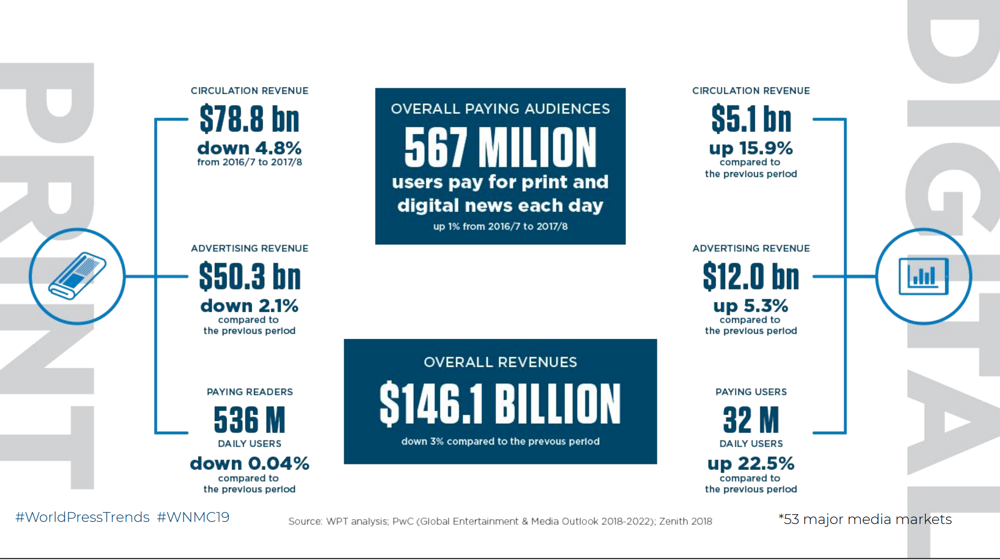 PRINT
CIRCULATION REVENUE
$78.8 bn
down 4.8%
from 2016/7 to 2017/8
ADVERTISING REVENUE
$50.3 bn
down 2.1%
compared to
the previous period
PAYING READERS
536 M
DAILY USERS
down 0.04%
compared to
the previous period
OVERALL PAYING AUDIENCES
567 MILION
users pay for print and
digital news each day
up 1% from 2016/7 to 2017/8
OVERALL REVENUES
$146.1 BILLION
down 3% compared to the prevous period
DIGITAL
CIRCULATION REVENUE
$5.1 bn
up 15.9%
compared to
the previous period
ADVERTISING REVENUE
$12.0 bn
up 5.3%
compared to
the previous period
PAYING USERS
32 M
DAILY USERS
up 22.5%
compared to
the previous period
#WorldPressTrends #WNMC19
Source: WPT analysis; PwC (Global Entertainment & Media Outlook 2018-2022); Zenith 2018
*53 major media markets